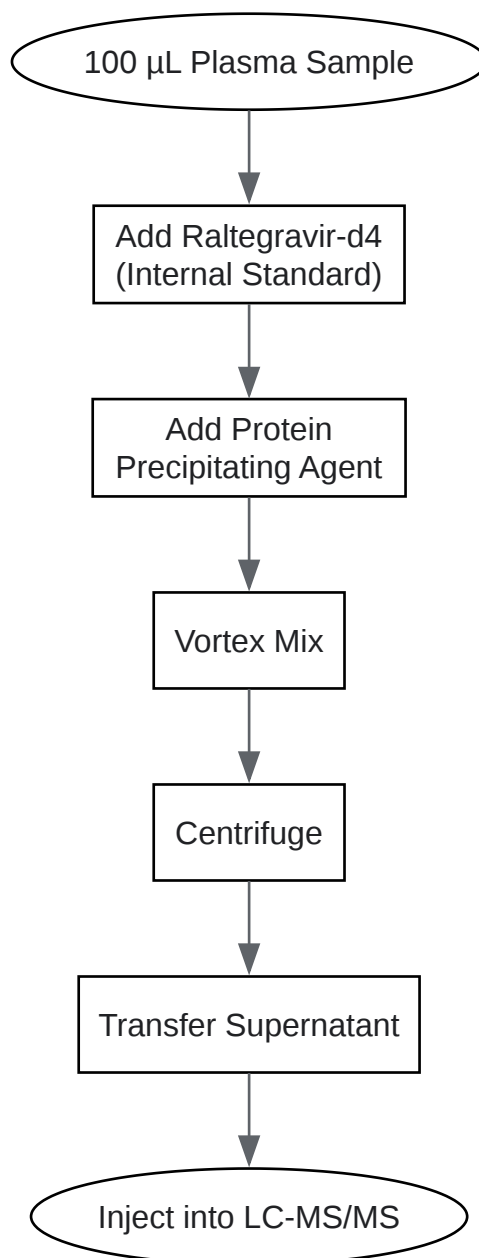 100 µL Plasma Sample
Add Raltegravir-d4
(Internal Standard)
Add Protein
Precipitating Agent
Vortex Mix
Centrifuge
Transfer Supernatant
Inject into LC-MS/MS